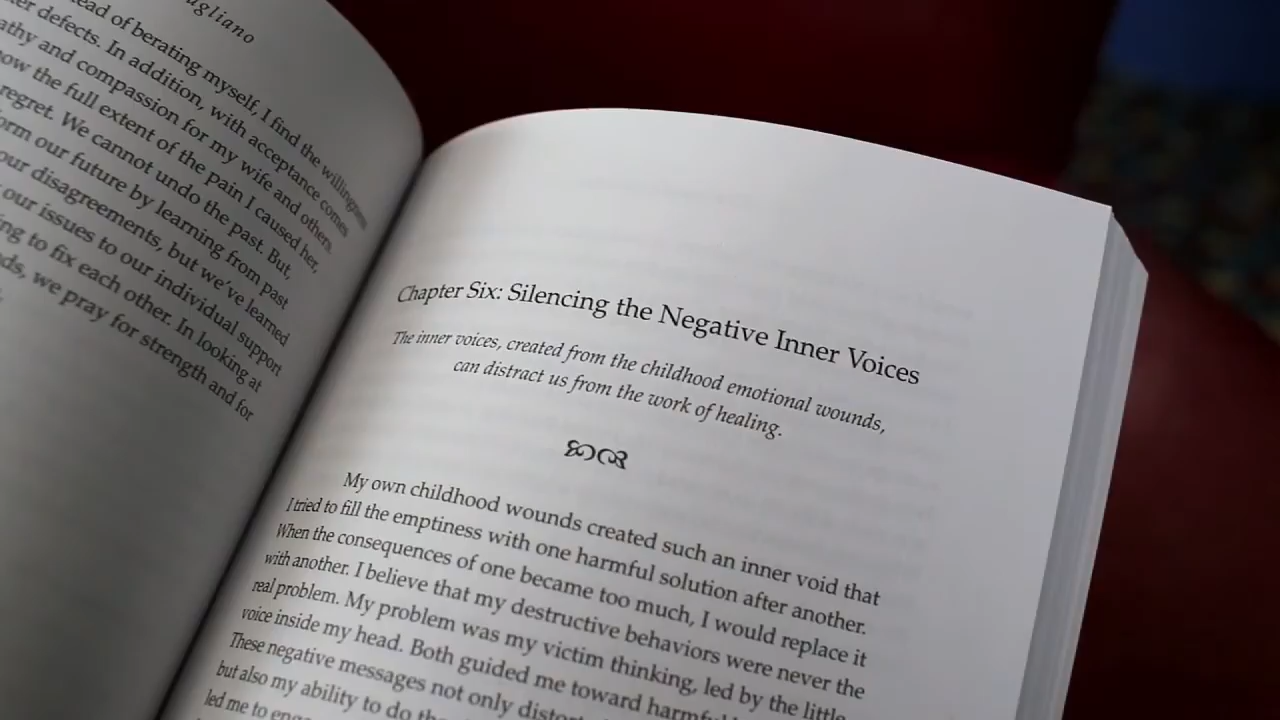 ugliano
ead of berating myself, I find the willingness
er defects. In addition, with acceptance comes
athy and compassion for my wife and others.
ow the full extent of the pain I caused her,
regret. We cannot undo the past. But,
orm our future by learning from past
our disagreements, but we've learned
our issues to our individual support
ing to fix each other. In looking at
ds, we pray for strength and for
Chapter Six: Silencing the Negative Inner Voices
The inner voices, created from the childhood emotional wounds,
can distract us from the work of healing.
My own childhood wounds created such an inner void that
I tried to fill the emptiness with one harmful solution after another.
When the consequences of one became too much, I would replace it
with another. I believe that my destructive behaviors were never the
real problem. My problem was my victim thinking, led by the little
voice inside my head. Both guided me toward harmful
These negative messages not only distort
but also my ability to do the
led me to enga